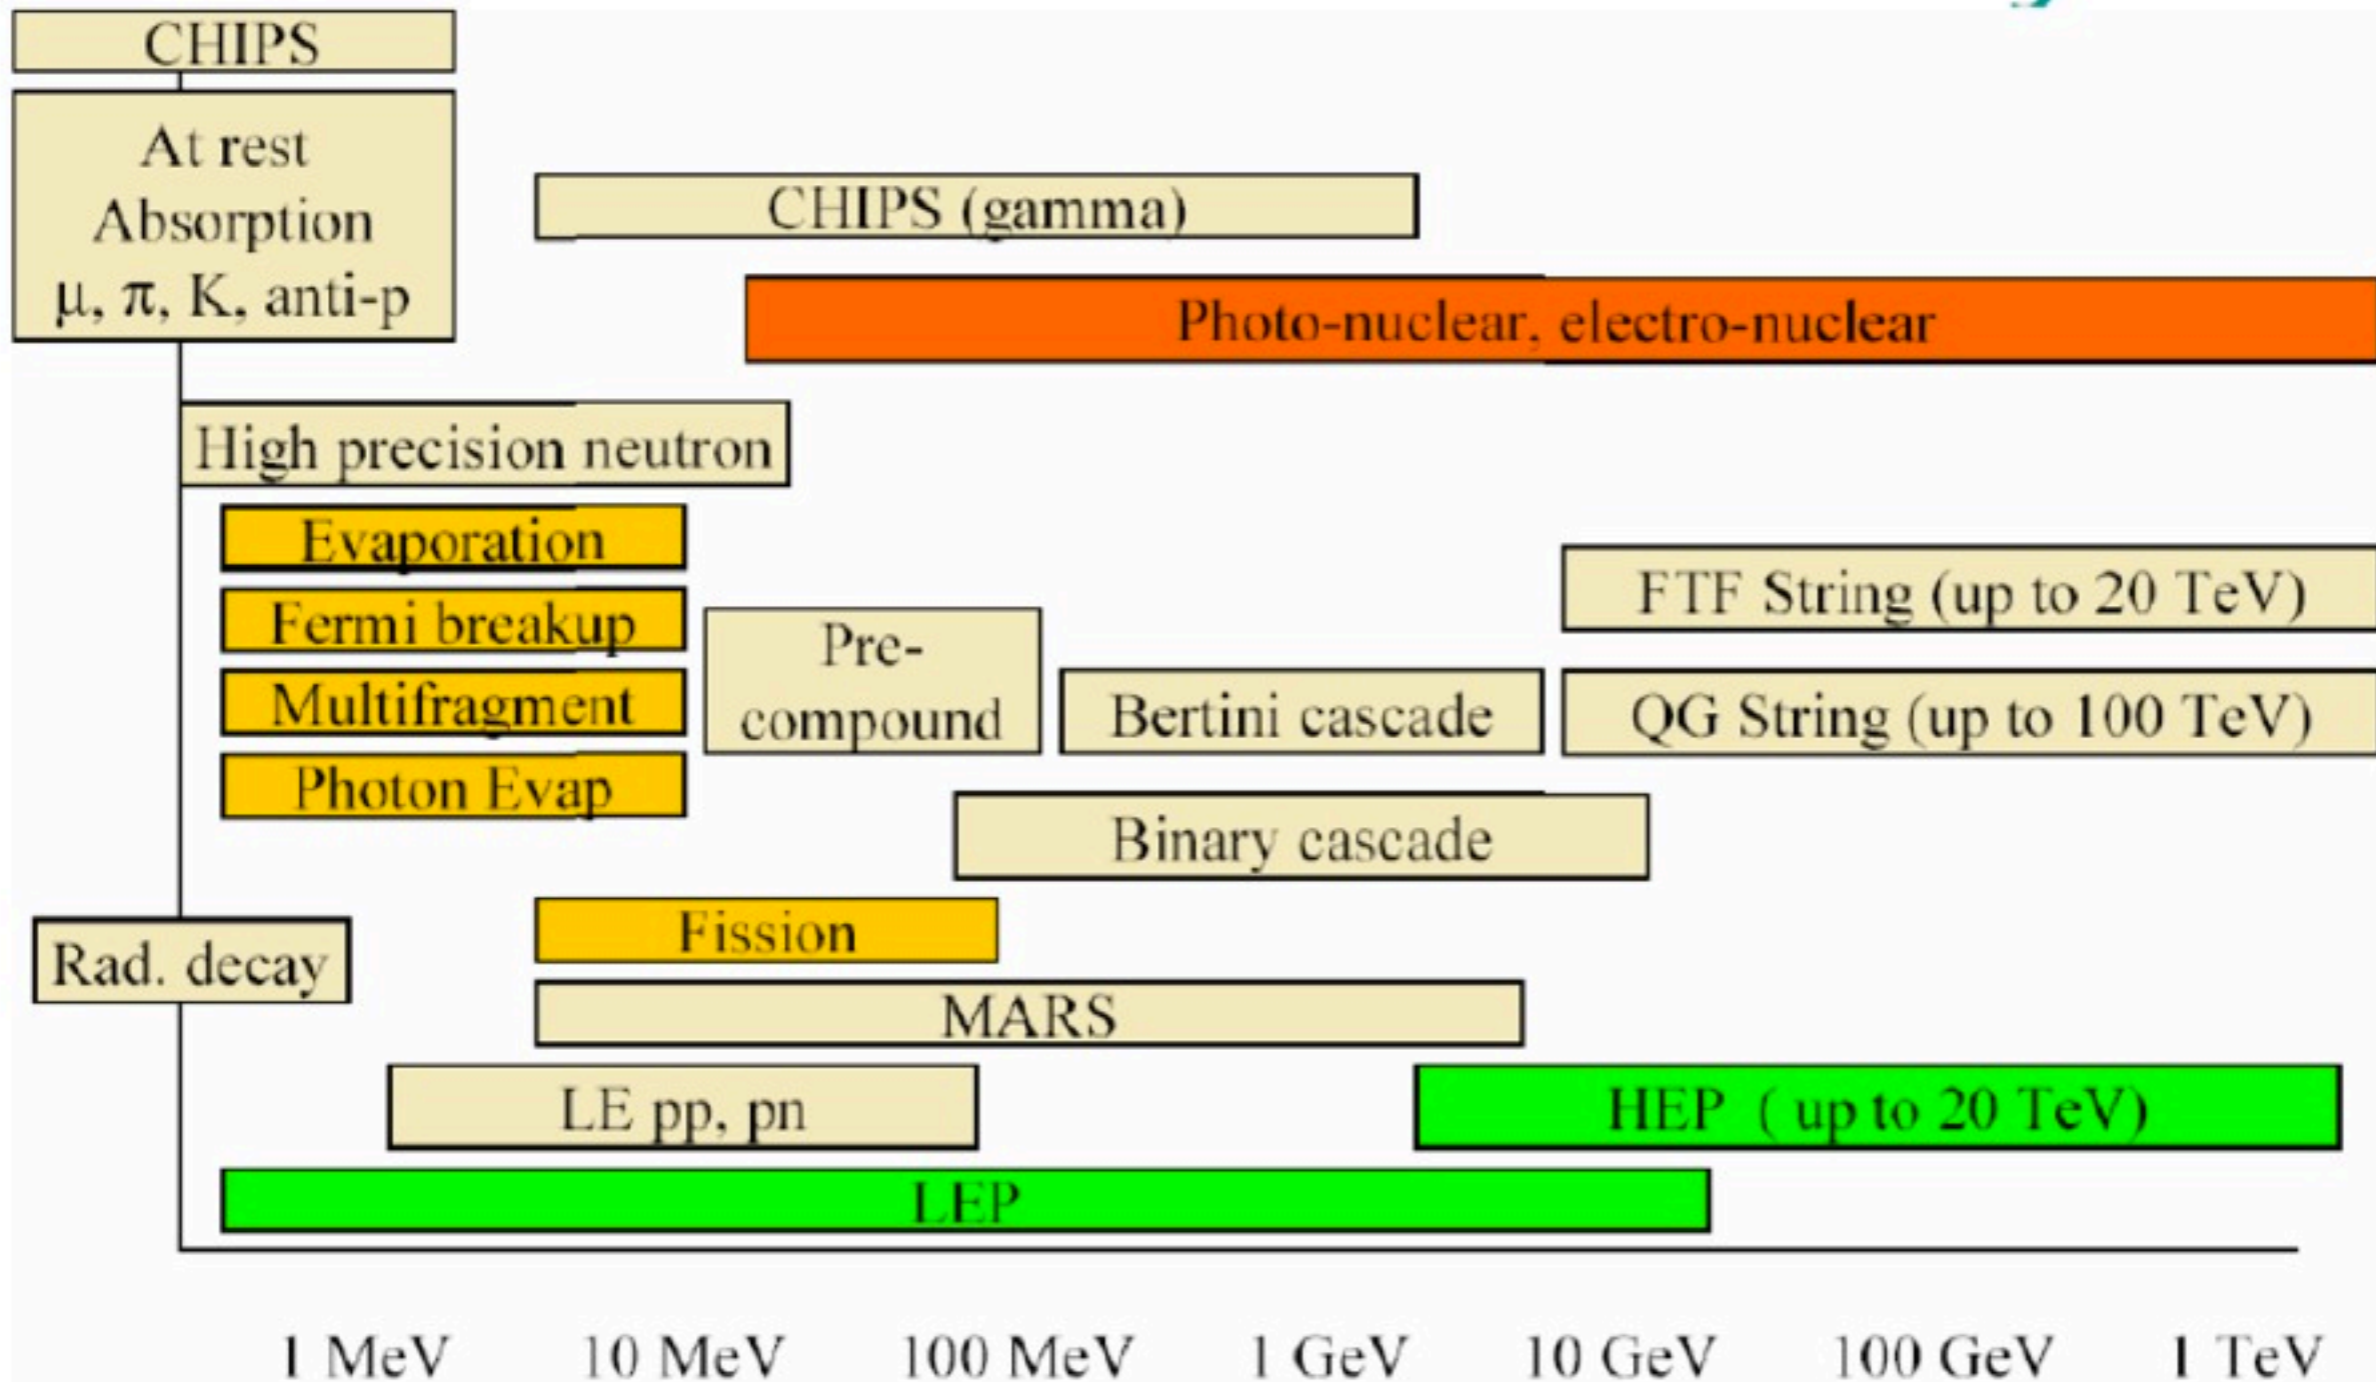 CHIPS
At rest
Absorption
μ, π, K, anti-p
CHIPS (gamma)
Photo-nuclear, electro-nuclear
High precision neutron
Evaporation
Fermi breakup
Multifragment
Photon Evap
Pre-
compound
Bertini cascade
FTF String (up to 20 TeV)
QG String (up to 100 TeV)
Binary cascade
Fission
Rad. decay
MARS
LE pp, pn
HEP ( up to 20 TeV)
LEP
1 MeV 10 MeV 100 MeV 1 GeV 10 GeV 100 GeV 1 TeV